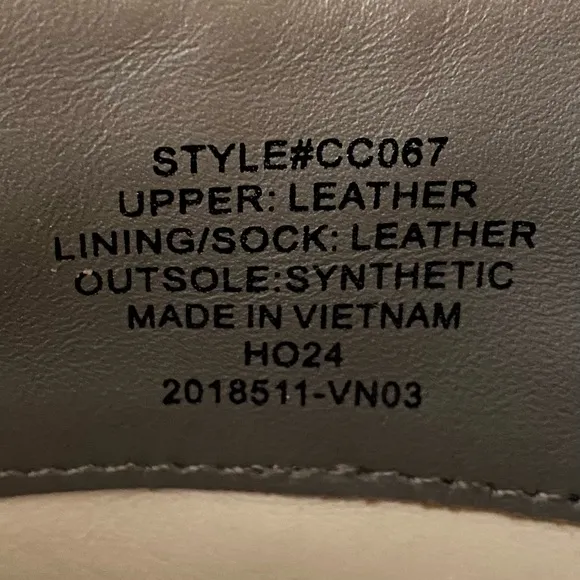 STYLE#CC067
UPPER: LEATHER
LINING/SOCK: LEATHER
OUTSOLE:SYNTHETIC
MADE IN VIETNAM
HO24
2018511-VN03